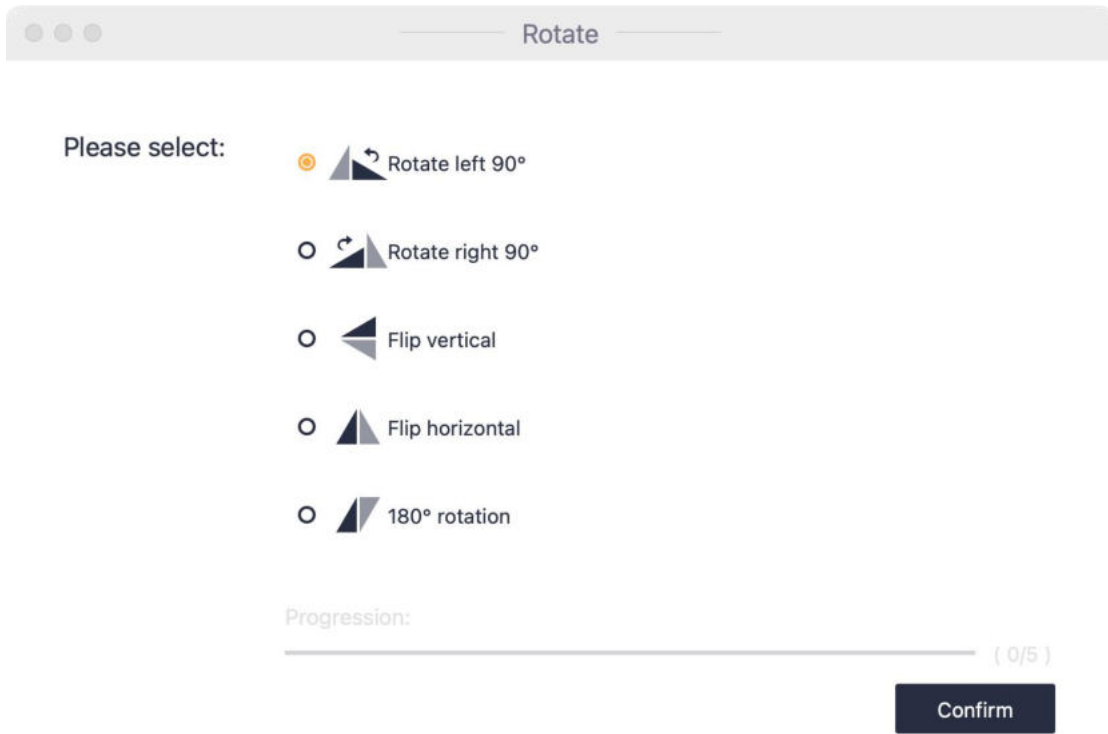 Rotate
Please select:
Rotate left 90°
Rotate right 90°
Flip vertical
Flip horizontal
180° rotation
Progression:
( 0/5 )
Confirm